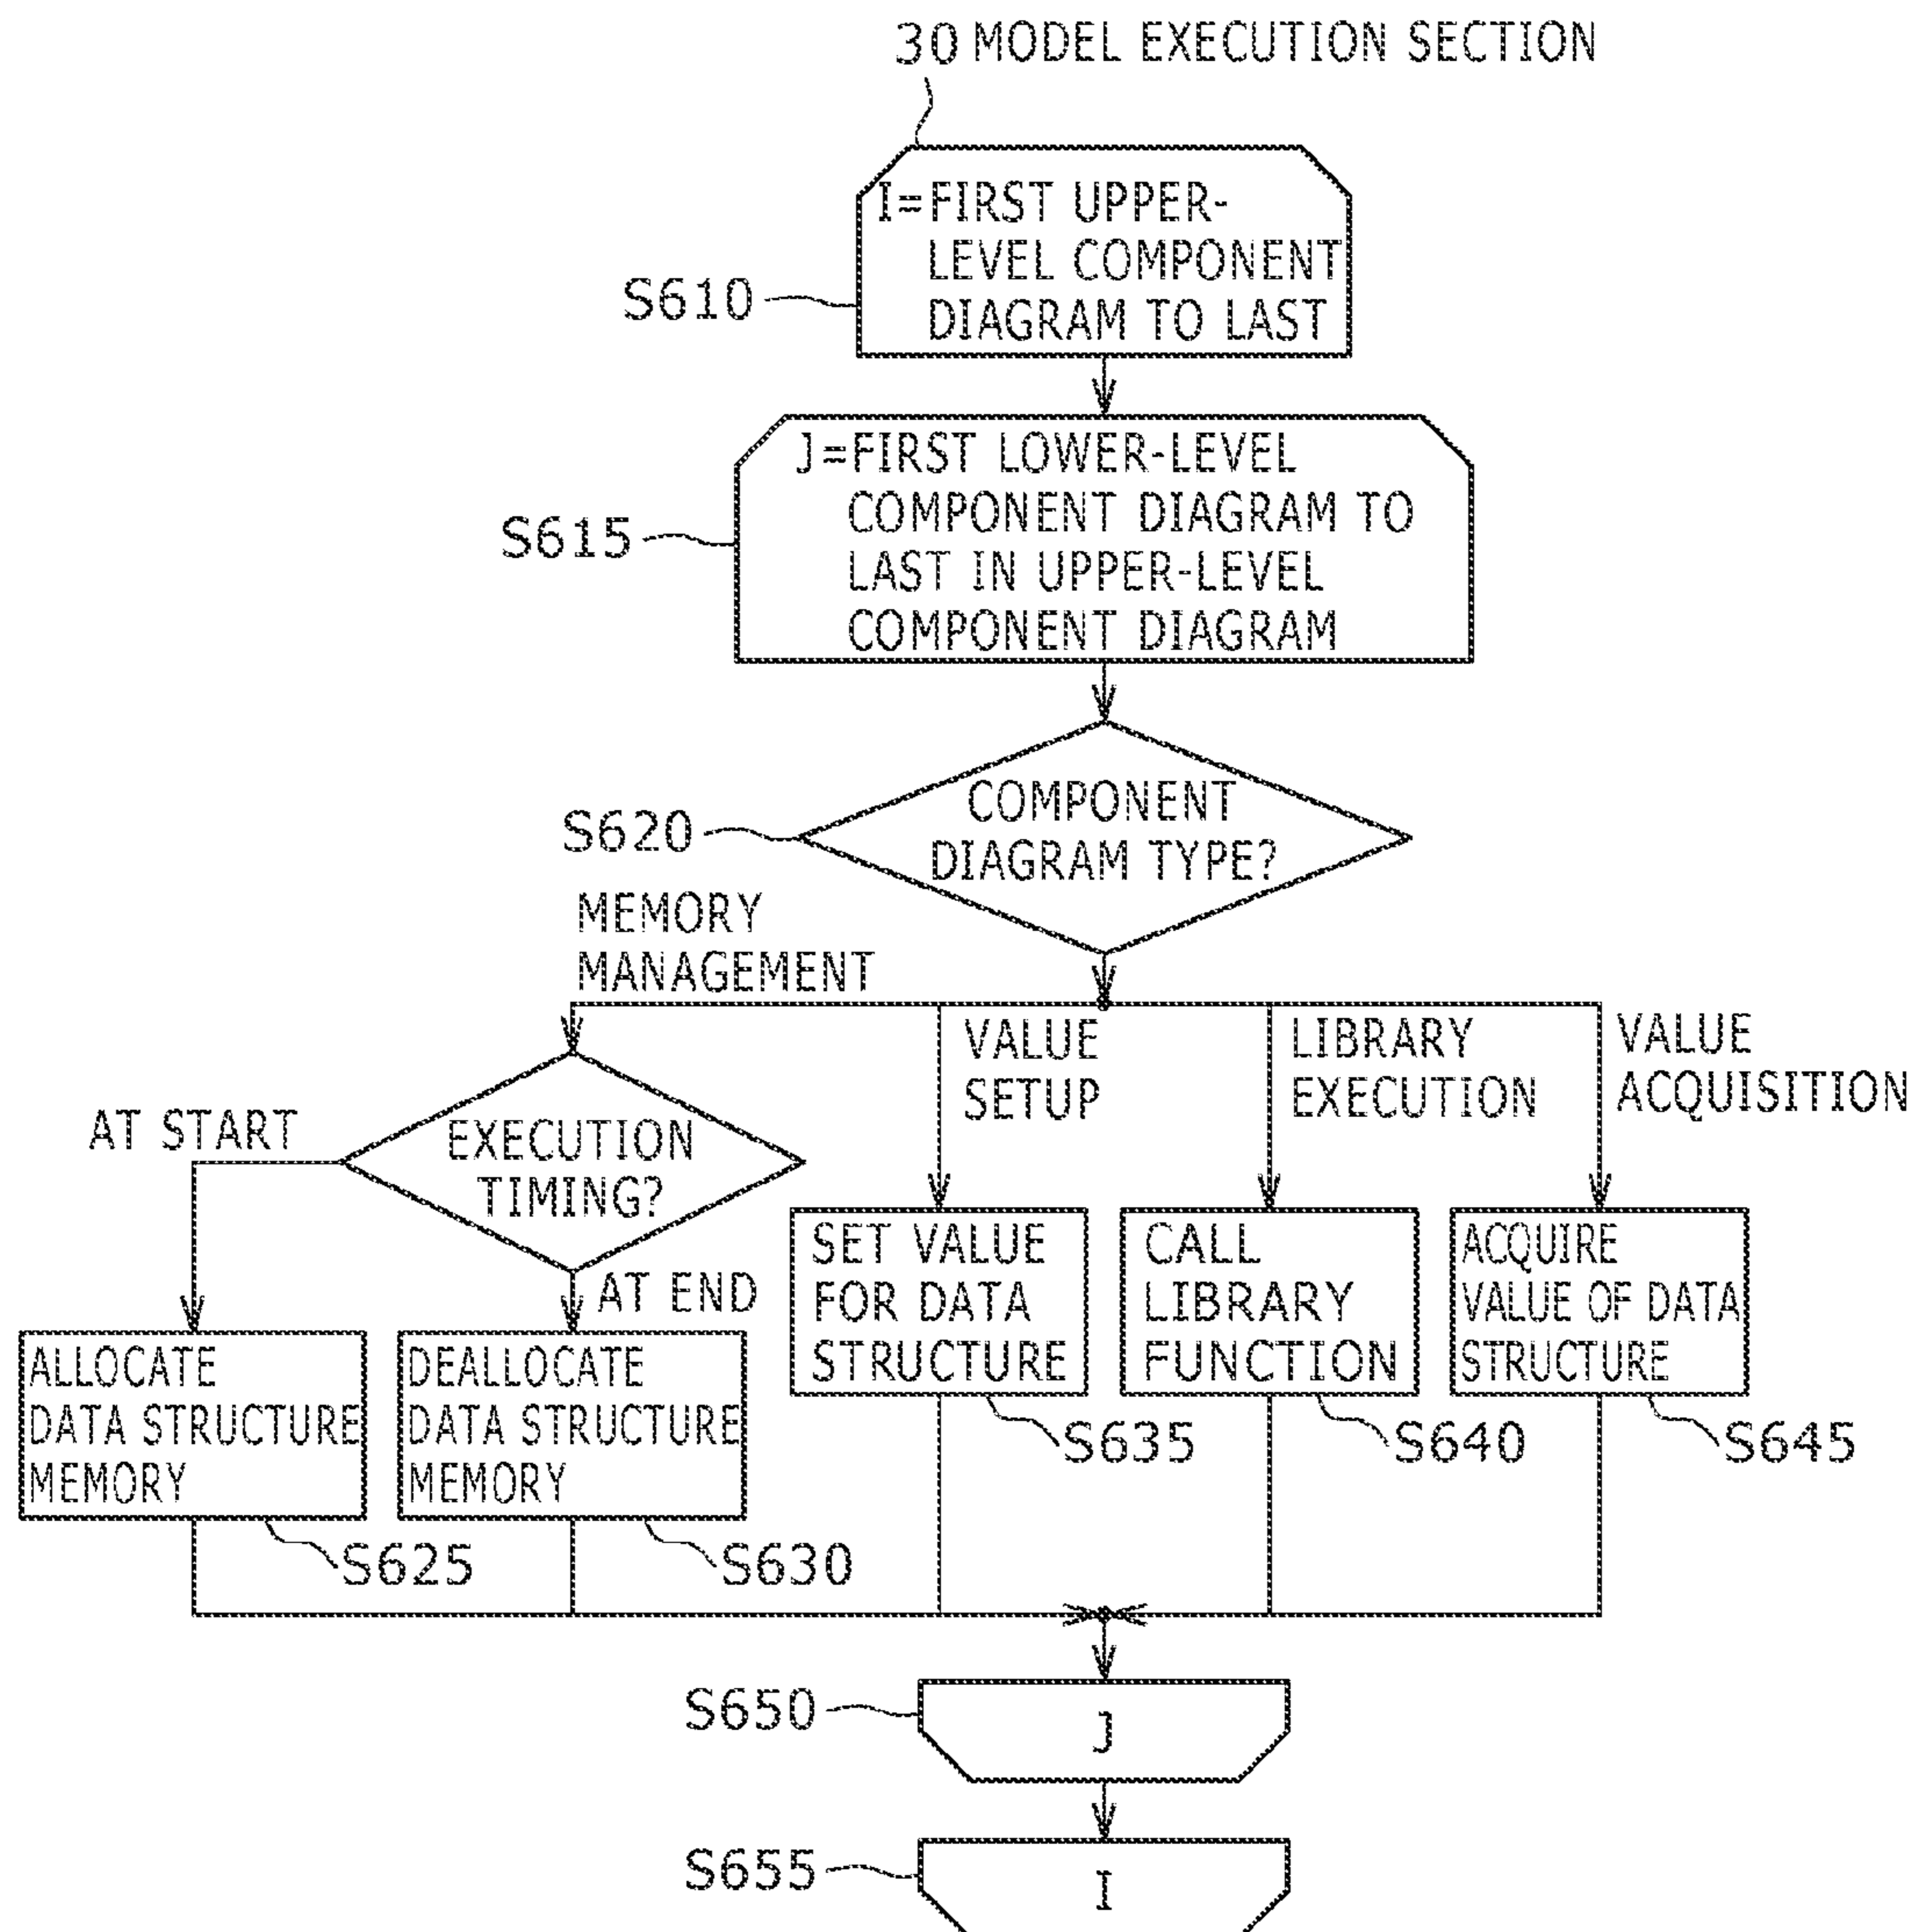 30 MODEL EXECUTION SECTION
I=FIRST UPPER-
LEVEL COMPONENT
DIAGRAM TO LAST
S610
J=FIRST LOWER-LEVEL
COMPONENT DIAGRAM TO
LAST IN UPPER-LEVEL
COMPONENT DIAGRAM
S615
COMPONENT
DIAGRAM TYPE?
S620
MEMORY
MANAGEMENT
VALUE
SETUP
LIBRARY
EXECUTION
VALUE
ACQUISITION
AT START
EXECUTION
TIMING?
AT END
ALLOCATE
DATA STRUCTURE
MEMORY
S625
DEALLOCATE
DATA STRUCTURE
MEMORY
S630
SET VALUE
FOR DATA
STRUCTURE
S635
CALL
LIBRARY
FUNCTION
S640
ACQUIRE
VALUE OF DATA
STRUCTURE
S645
S650
J
S655
I